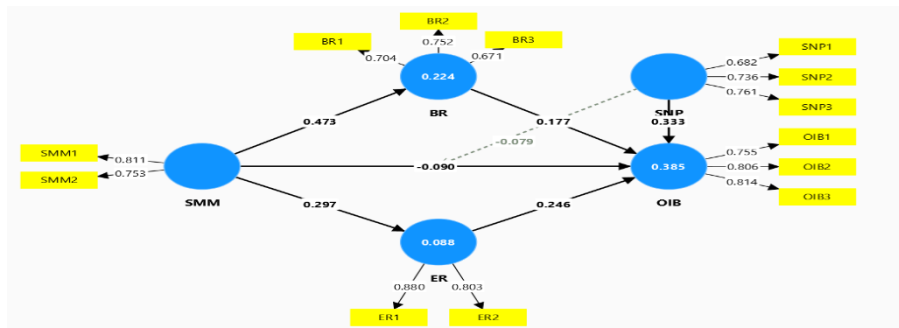 BR2
BR1
BR3
0.752
0.704
0.671
SNP1
0.682
SNP2
0.736
0.761
SNP3
0.224
BR
SNP
0.473
0.177
0.333
-0.079
OIB1
0.755
SMM1
0.811
SMM2
0.753
-0.090
0.385
0.806
OIB2
0.814
OIB3
SMM
OIB
0.297
0.246
0.088
ER
0.880
0.803
ER1
ER2